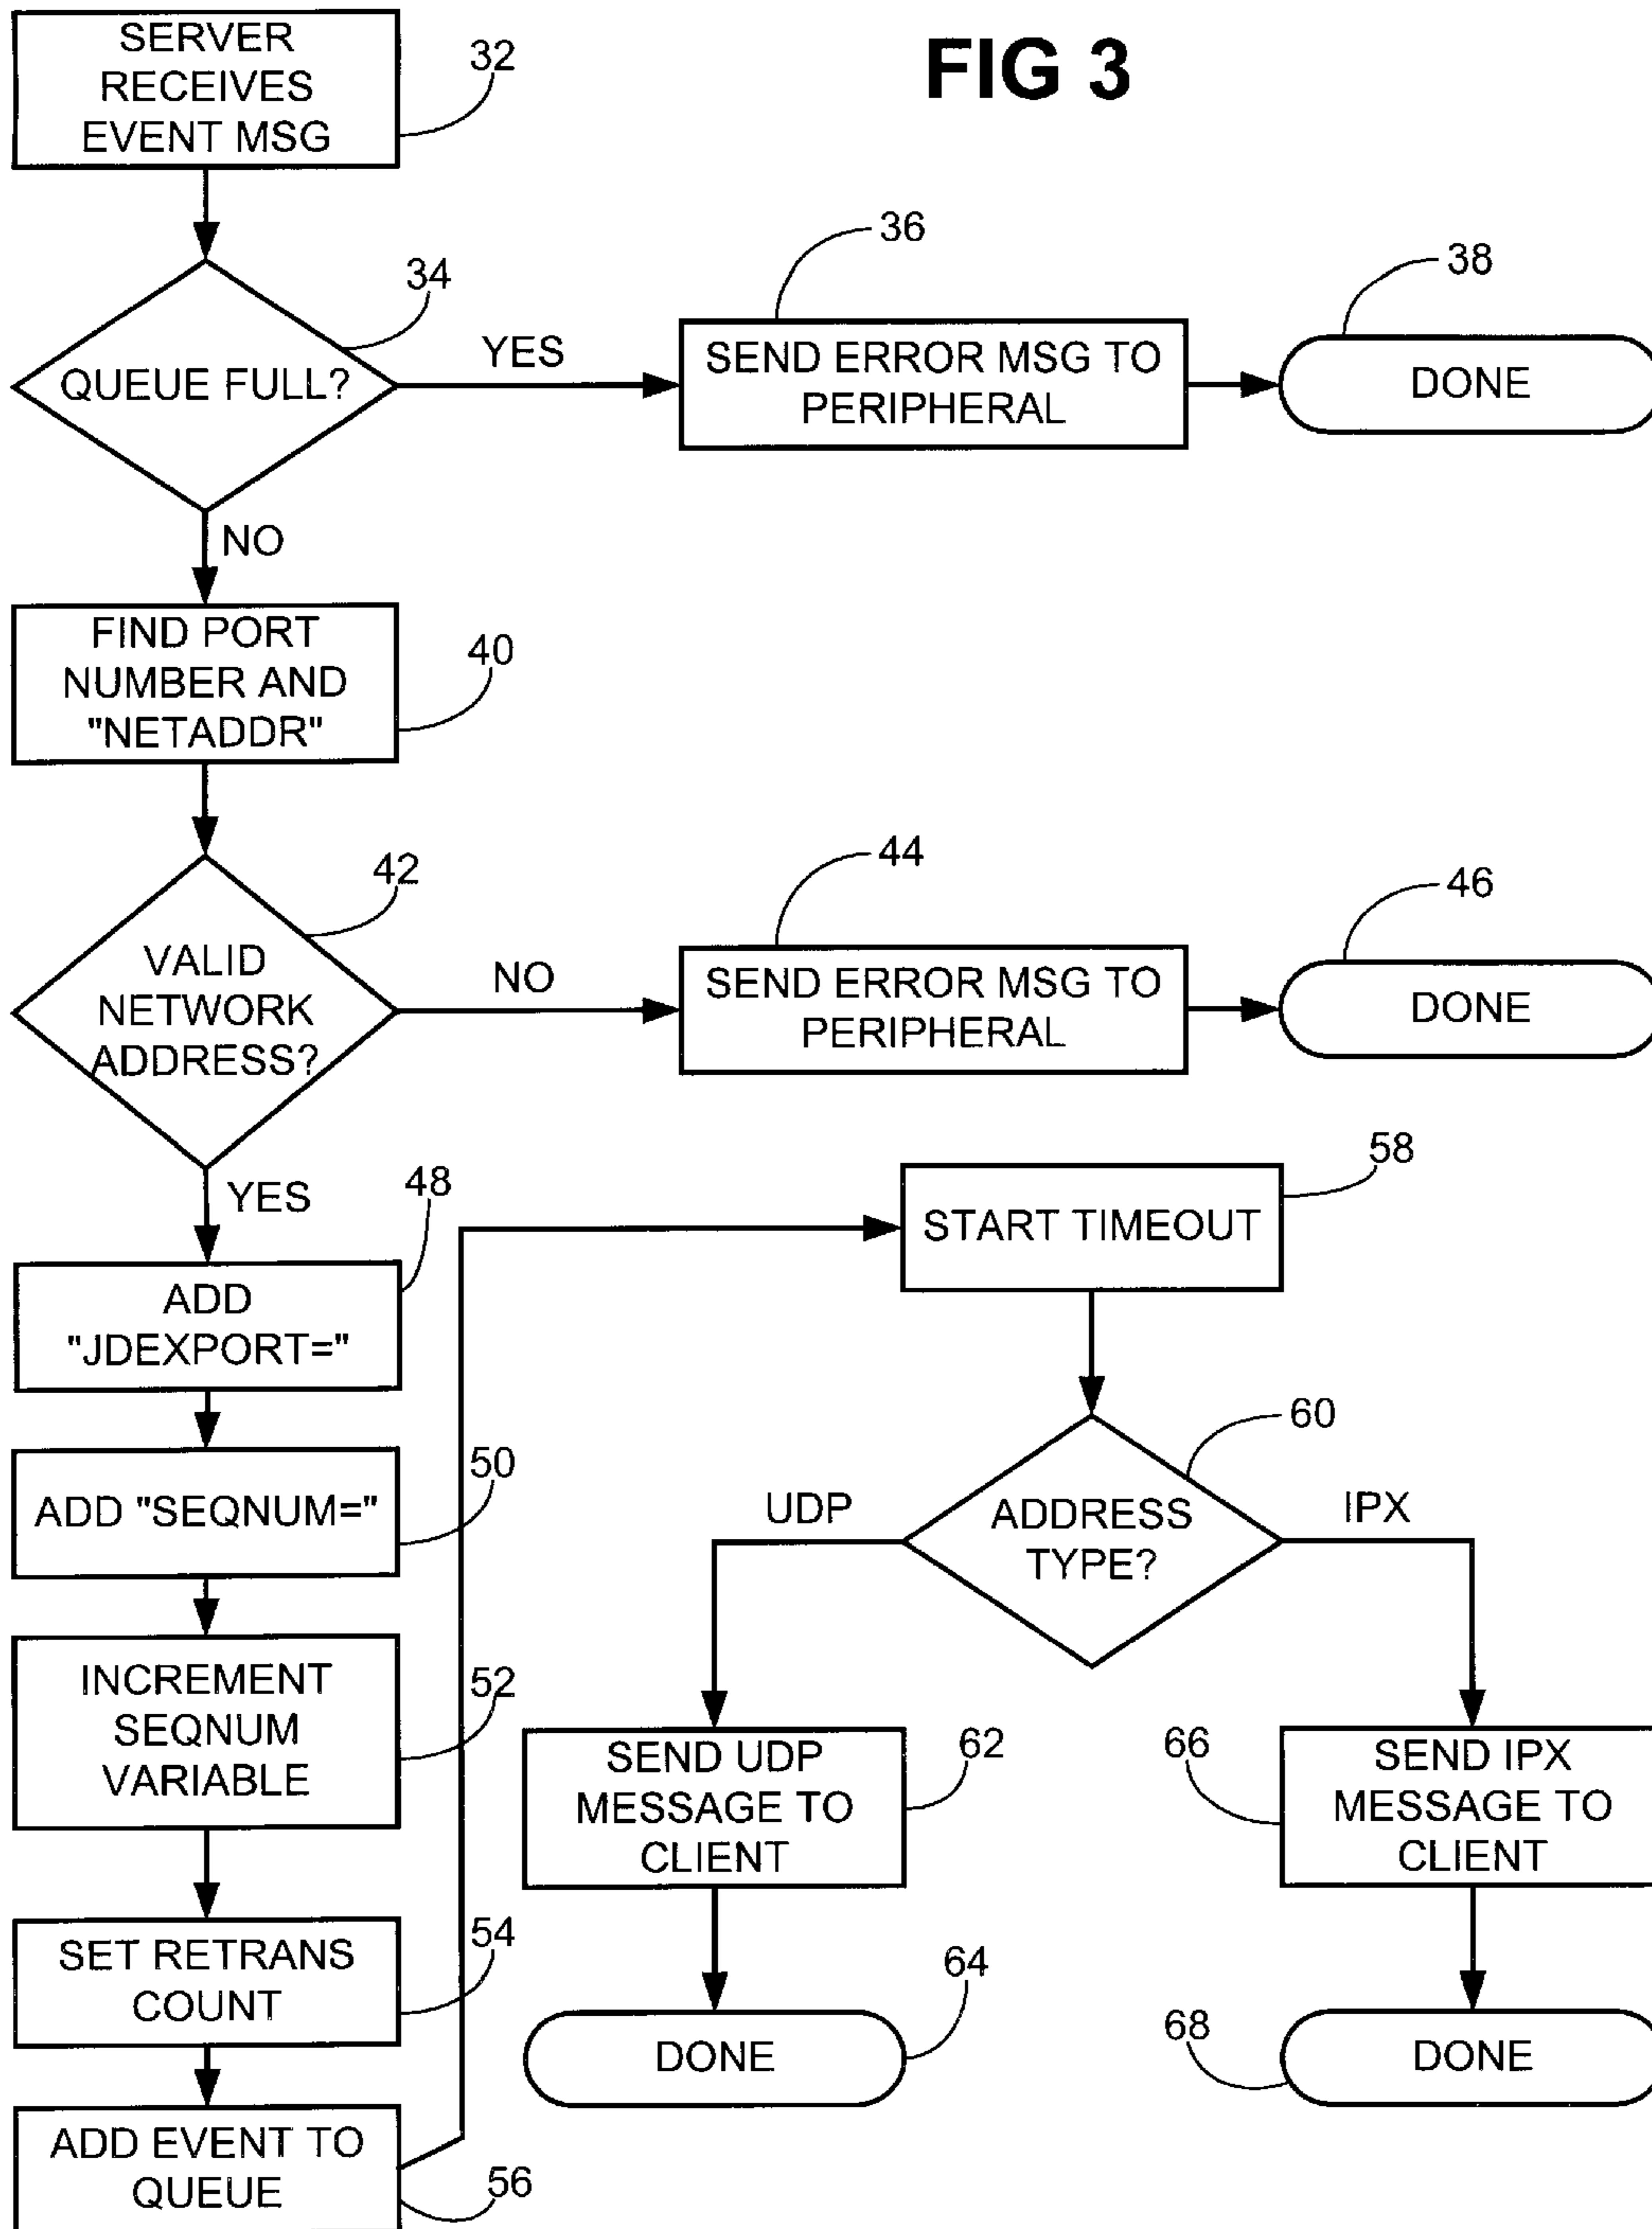 FIG 3
SERVER
RECEIVES
EVENT MSG
32
34
QUEUE FULL?
YES
36
SEND ERROR MSG TO
PERIPHERAL
38
DONE
NO
FIND PORT
NUMBER AND
"NETADDR"
40
42
VALID
NETWORK
ADDRESS?
NO
44
SEND ERROR MSG TO
PERIPHERAL
46
DONE
YES
48
ADD
"JDEXPORT="
50
ADD "SEQNUM="
INCREMENT
SEQNUM
VARIABLE
52
SET RETRANS
COUNT
54
ADD EVENT TO
QUEUE
56
58
START TIMEOUT
60
ADDRESS
TYPE?
UDP
IPX
SEND UDP
MESSAGE TO
CLIENT
62
66
SEND IPX
MESSAGE TO
CLIENT
64
DONE
68
DONE